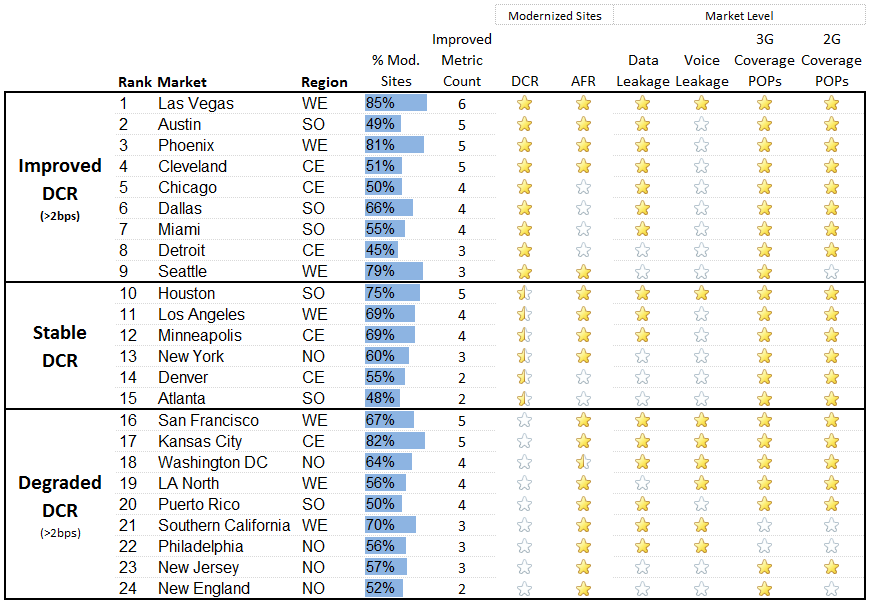 Modernized Sites Market Level
Improved 3G 2G
% Mod. Metric Data Voice Coverage Coverage
Rank Market Region Sites Count DCR AFR Leakage Leakage POPs POPs
Improved
DCR
(>2bps)
1 Las Vegas WE 85% 6
2 Austin SO 49% 5
3 Phoenix WE 81% 5
4 Cleveland CE 51% 5
5 Chicago CE 50% 4
6 Dallas SO 66% 4
7 Miami SO 55% 4
8 Detroit CE 45% 3
9 Seattle WE 79% 3
Stable
DCR
10 Houston SO 75% 5
11 Los Angeles WE 69% 4
12 Minneapolis CE 69% 4
13 New York NO 60% 3
14 Denver CE 55% 2
15 Atlanta SO 48% 2
Degraded
DCR
(>2bps)
16 San Francisco WE 67% 5
17 Kansas City CE 82% 5
18 Washington DC NO 64% 4
19 LA North WE 56% 4
20 Puerto Rico SO 50% 4
21 Southern California WE 70% 3
22 Philadelphia NO 56% 3
23 New Jersey NO 57% 3
24 New England NO 52% 2